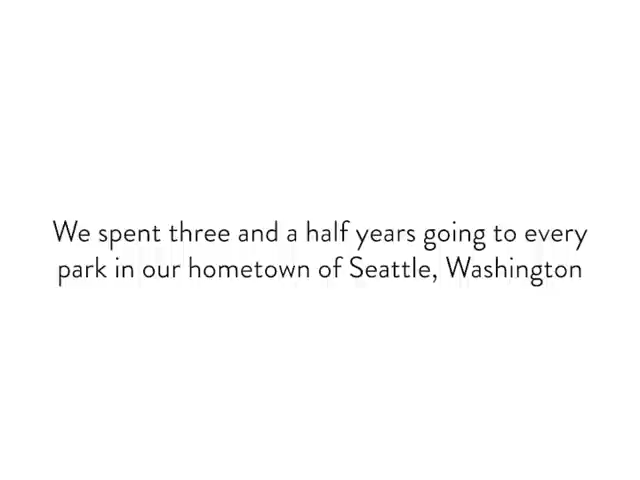 We spent three and a half years going to every
park in our hometown of Seattle, Washington